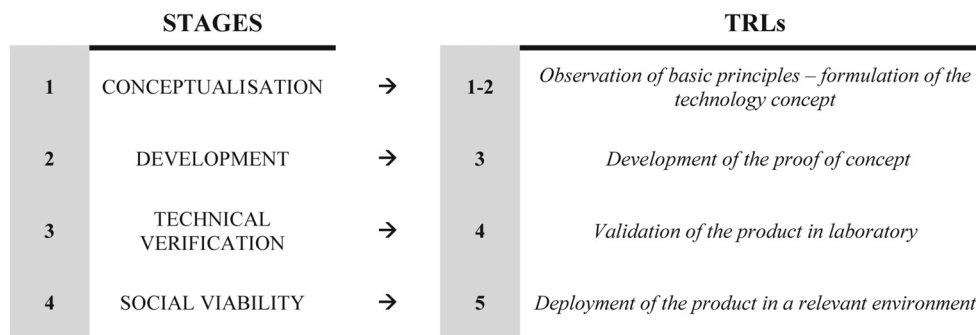 STAGES TRLs
1 CONCEPTUALISATION → 1-2 Observation of basic principles – formulation of the
technology concept
2 DEVELOPMENT → 3 Development of the proof of concept
3 TECHNICAL
VERIFICATION → 4 Validation of the product in laboratory
4 SOCIAL VIABILITY → 5 Deployment of the product in a relevant environment